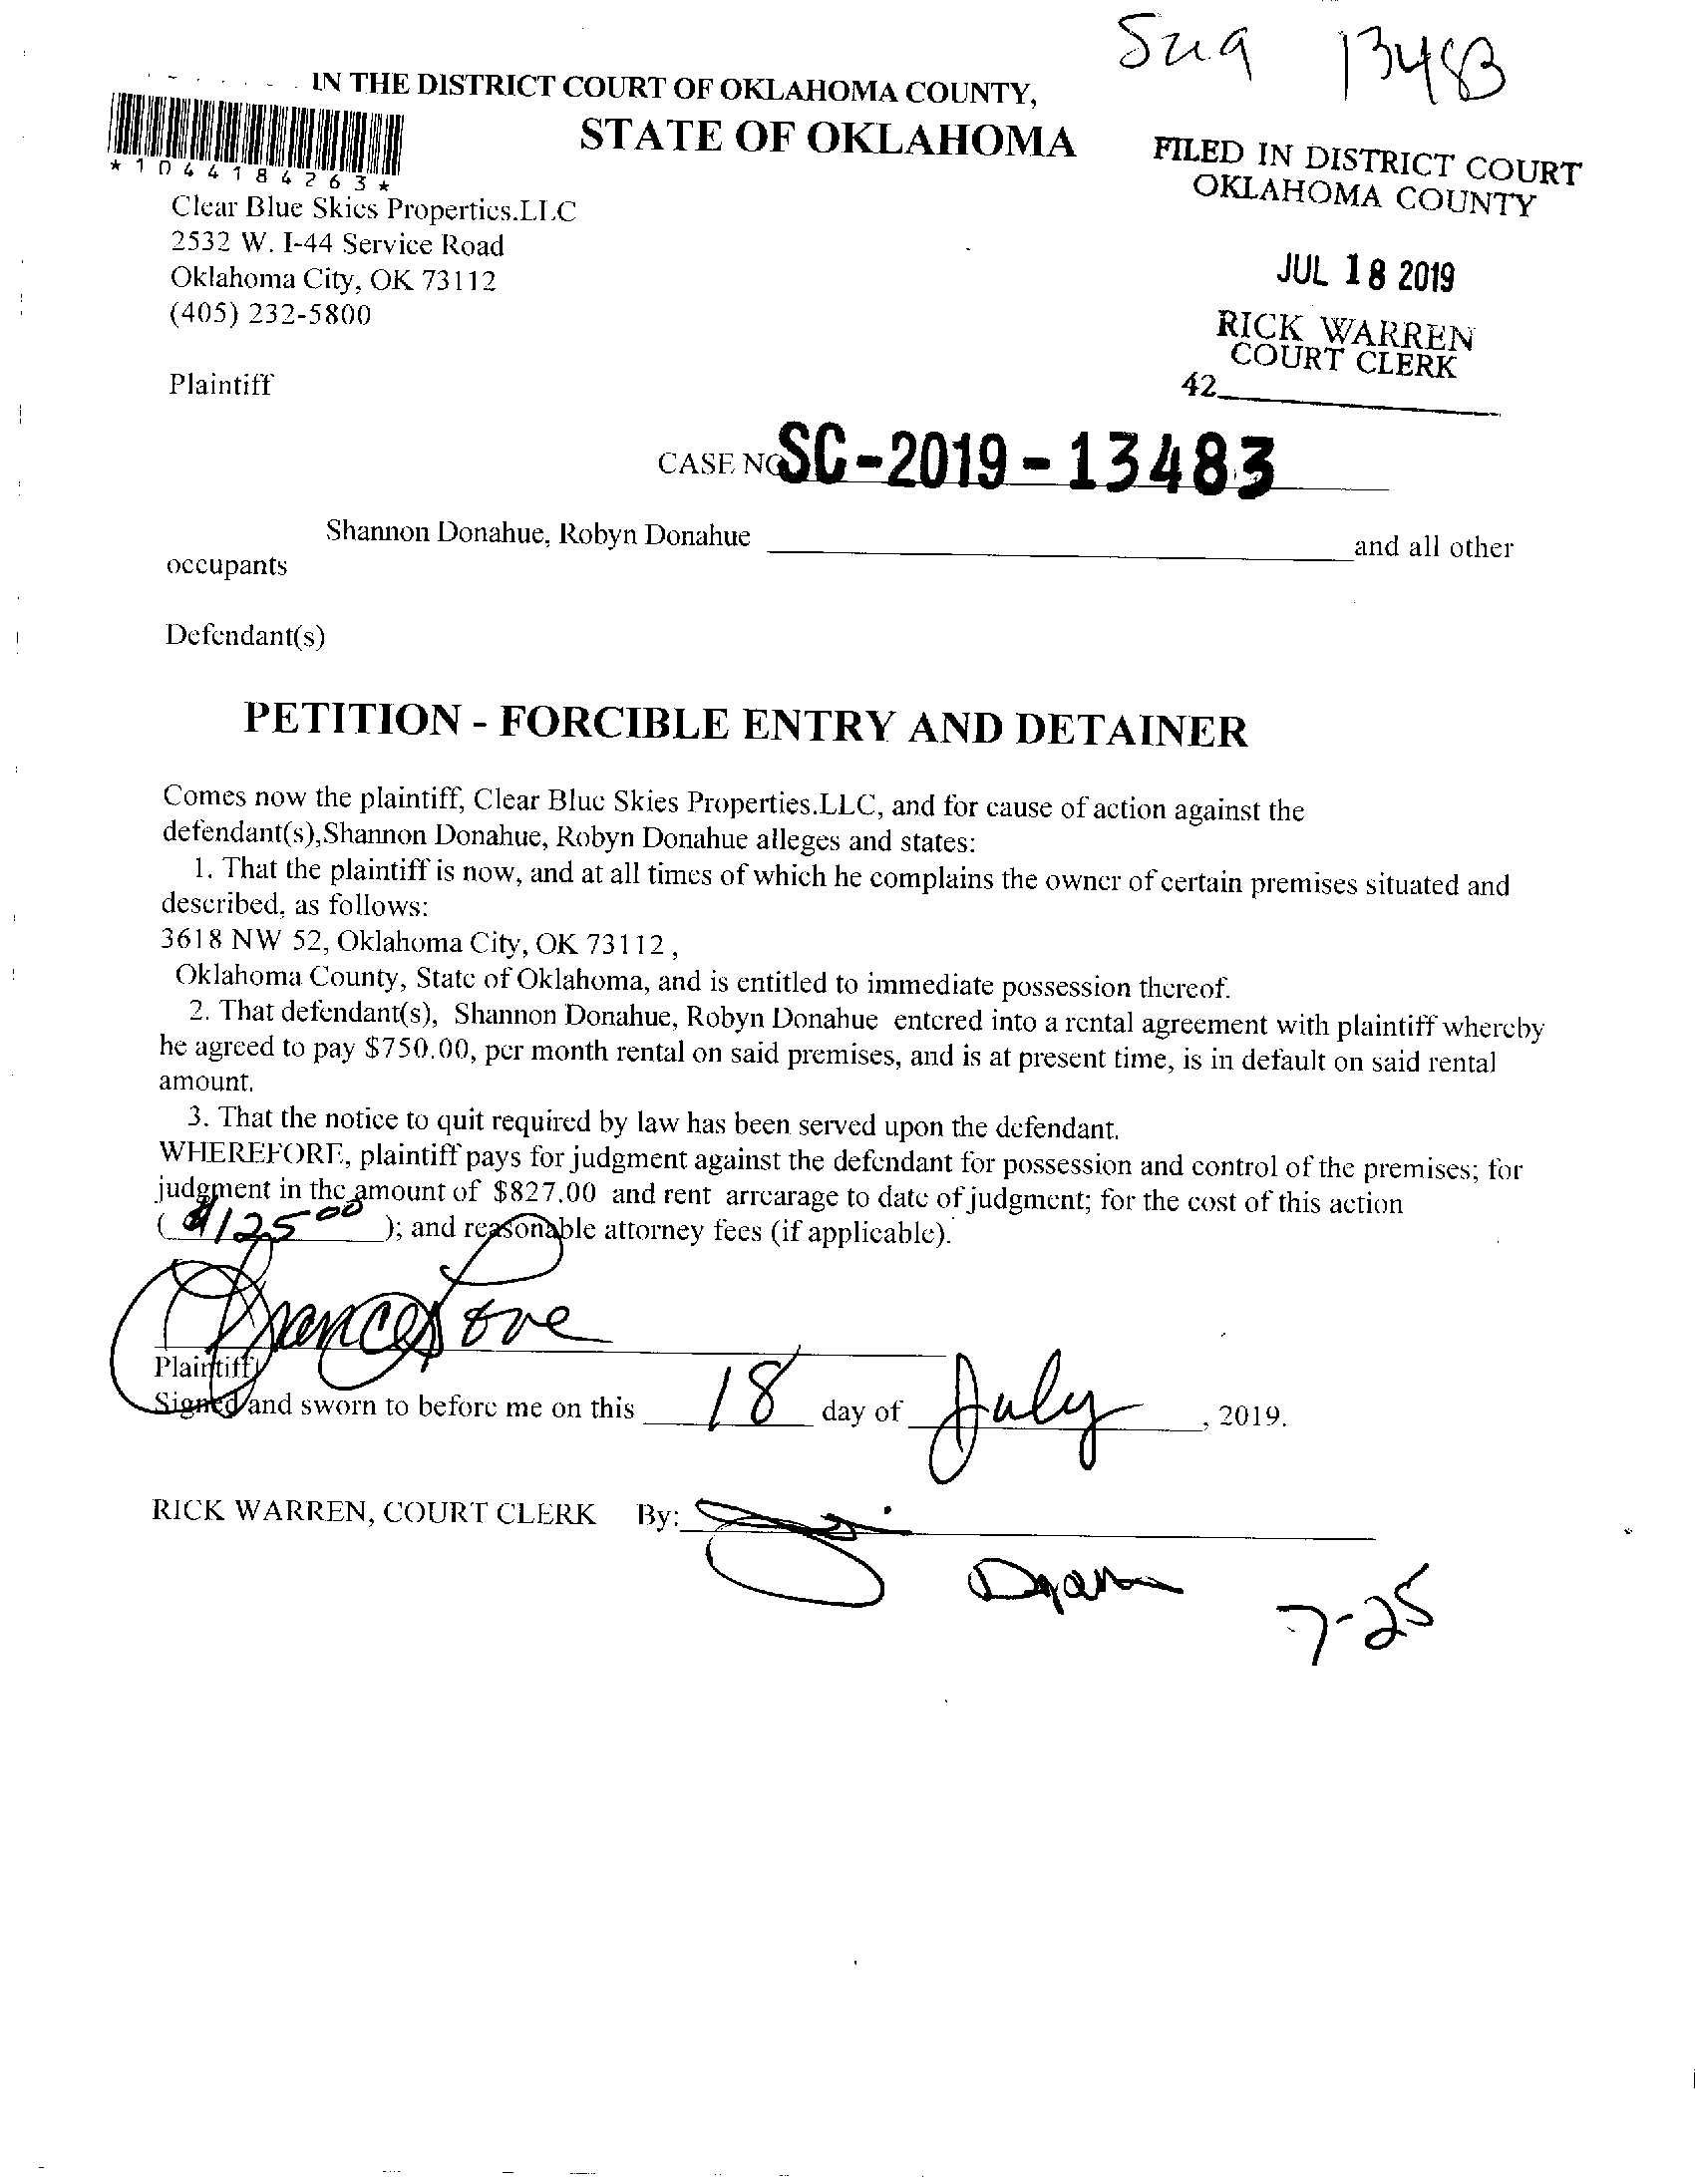 13483
IN THE DISTRICT COURT OF OKLAHOMA COUNTY,
STATE OF OKLAHOMA
*1044184263*
FILED IN DISTRICT COURT
OKLAHOMA COUNTY
JUL 18 2019
RICK WARREN
COURT CLERK
42
Clear Blue Skies Properties.LLC
2532 W. I-44 Service Road
Oklahoma City, OK 73112
(405) 232-5800
Plaintiff
CASE NO SC-2019-13483
Shannon Donahue, Robyn Donahue and all other
occupants
Defendant(s)
PETITION - FORCIBLE ENTRY AND DETAINER
Comes now the plaintiff, Clear Blue Skies Properties.LLC, and for cause of action against the
defendant(s),Shannon Donahue, Robyn Donahue alleges and states:
1. That the plaintiff is now, and at all times of which he complains the owner of certain premises situated and
described, as follows:
3618 NW 52, Oklahoma City, OK 73112 ,
Oklahoma County, State of Oklahoma, and is entitled to immediate possession thereof.
2. That defendant(s), Shannon Donahue, Robyn Donahue entered into a rental agreement with plaintiff whereby
he agreed to pay $750.00, per month rental on said premises, and is at present time, is in default on said rental
amount.
3. That the notice to quit required by law has been served upon the defendant.
WHEREFORE, plaintiff pays for judgment against the defendant for possession and control of the premises; for
judgment in the amount of $827.00 and rent arrearage to date of judgment; for the cost of this action
( $125.00 ); and reasonable attorney fees (if applicable).
Plaintiff
Signed and sworn to before me on this 18 day of July, 2019.
RICK WARREN, COURT CLERK By:
7-25